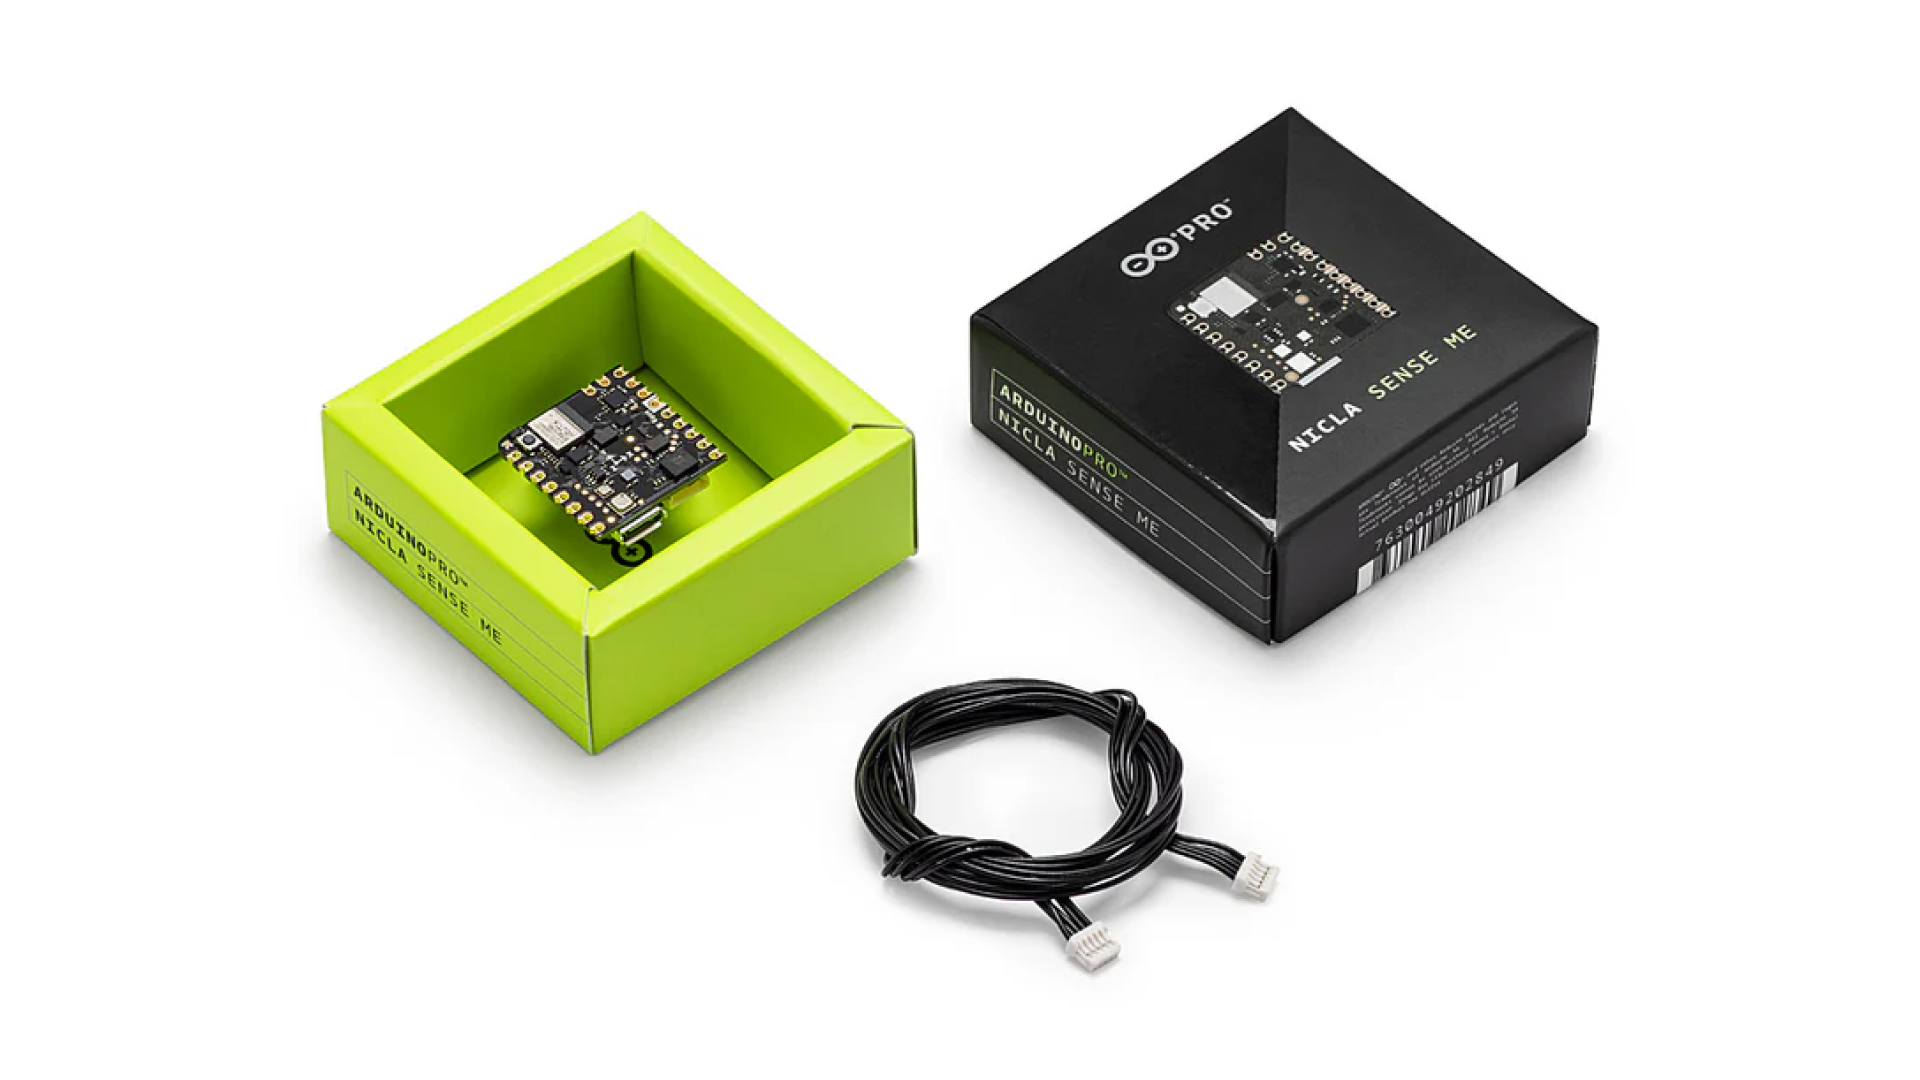 ARDUINOPRO™
NICLA SENSE ME
PRO™
NICLA SENSE ME
ARDUINOPRO™
NICLA SENSE ME
7630049202849